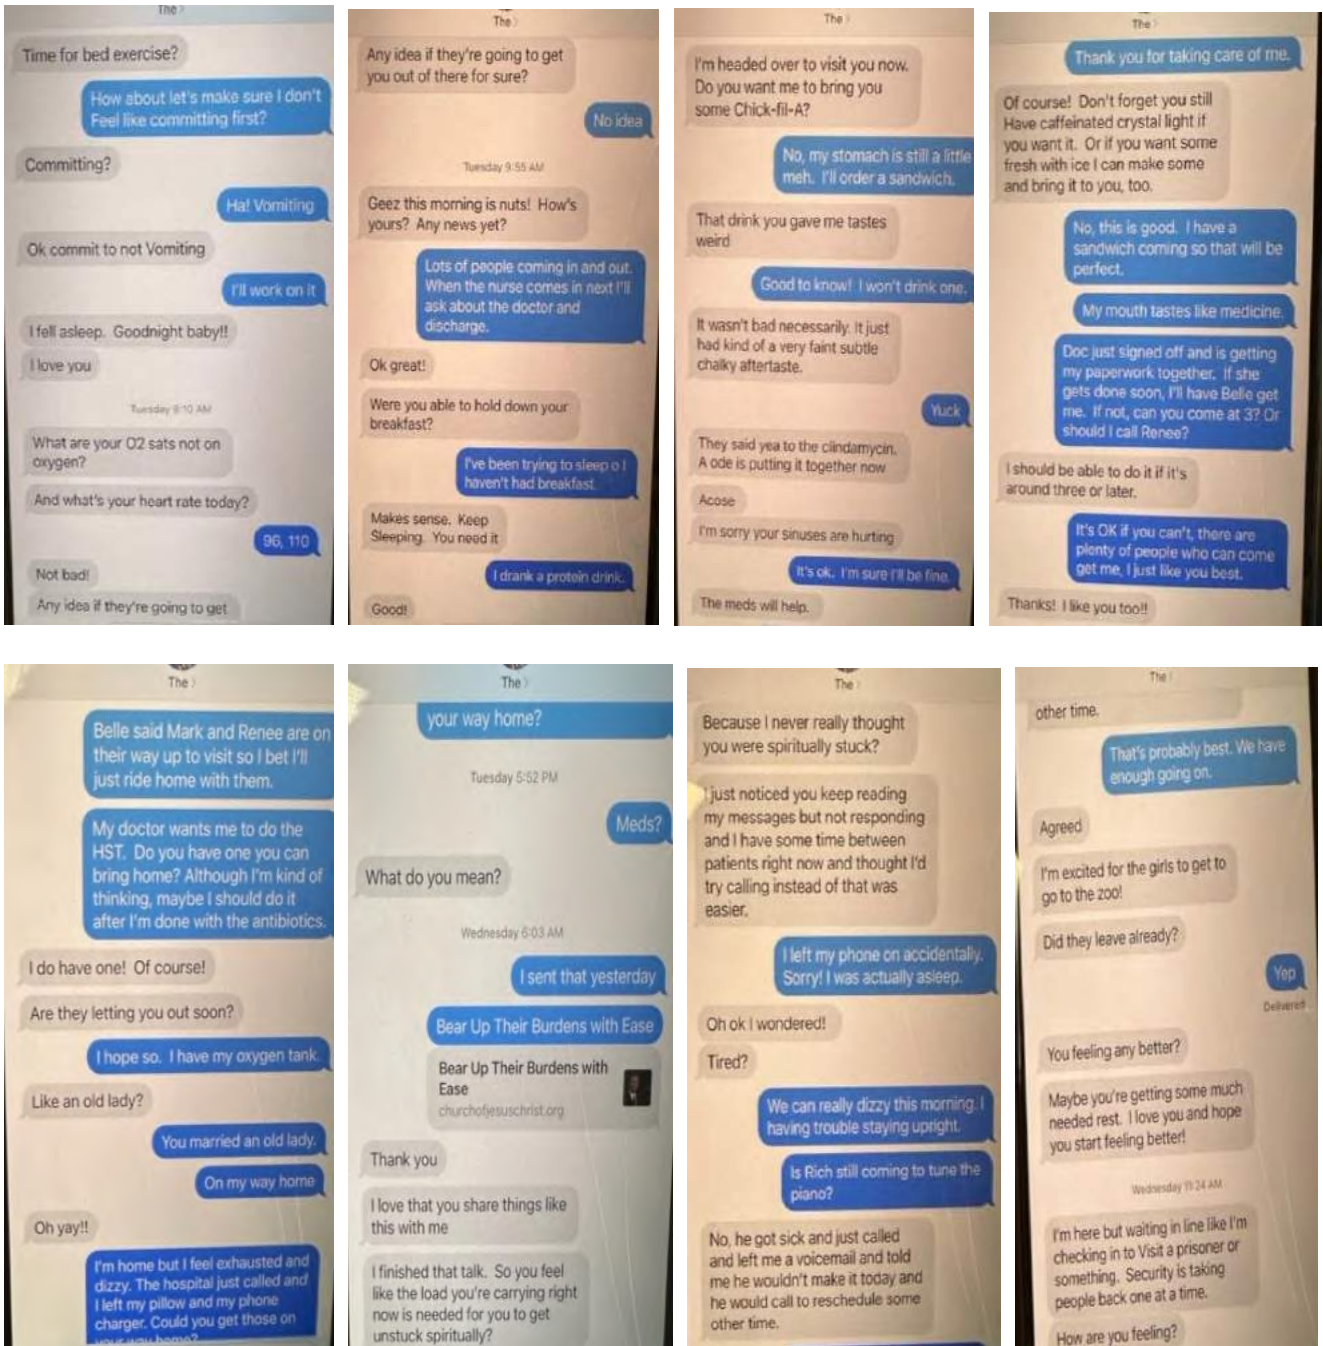 The
Time for bed exercise?
How about let's make sure I don't
Feel like committing first?
Committing?
Ha! Vomiting
Ok commit to not Vomiting
I'll work on it
I fell asleep. Goodnight baby!!
I love you
Tuesday 8:10 AM
What are your O2 sats not on
oxygen?
And what's your heart rate today?
96, 110
Not bad!
Any idea if they're going to get
The
Any idea if they're going to get
you out of there for sure?
No idea
Tuesday 9:55 AM
Geez this morning is nuts! How's
yours? Any news yet?
Lots of people coming in and out.
When the nurse comes in next I'll
ask about the doctor and
discharge.
Ok great!
Were you able to hold down your
breakfast?
I've been trying to sleep o I
haven't had breakfast.
Makes sense. Keep
Sleeping. You need it
I drank a protein drink.
Good!
The
I'm headed over to visit you now.
Do you want me to bring you
some Chick-fil-A?
No, my stomach is still a little
meh. I'll order a sandwich.
That drink you gave me tastes
weird
Good to know! I won't drink one.
It wasn't bad necessarily. It just
had kind of a very faint subtle
chalky aftertaste.
Yuck
They said yea to the clindamycin.
A ode is putting it together now
Acose
I'm sorry your sinuses are hurting
It's ok. I'm sure I'll be fine.
The meds will help.
The
Thank you for taking care of me.
Of course! Don't forget you still
Have caffeinated crystal light if
you want it. Or if you want some
fresh with ice I can make some
and bring it to you, too.
No, this is good. I have a
sandwich coming so that will be
perfect.
My mouth tastes like medicine.
Doc just signed off and is getting
my paperwork together. If she
gets done soon, I'll have Belle get
me. If not, can you come at 3? Or
should I call Renee?
I should be able to do it if it's
around three or later.
It's OK if you can't, there are
plenty of people who can come
get me, I just like you best.
Thanks! I like you too!!
The
Belle said Mark and Renee are on
their way up to visit so I bet I'll
just ride home with them.
My doctor wants me to do the
HST. Do you have one you can
bring home? Although I'm kind of
thinking, maybe I should do it
after I'm done with the antibiotics.
I do have one! Of course!
Are they letting you out soon?
I hope so. I have my oxygen tank.
Like an old lady?
You married an old lady.
On my way home
Oh yay!!
I'm home but I feel exhausted and
dizzy. The hospital just called and
I left my pillow and my phone
charger. Could you get those on
your way home?
The
your way home?
Tuesday 5:52 PM
Meds?
What do you mean?
Wednesday 6:03 AM
I sent that yesterday
Bear Up Their Burdens with Ease
Bear Up Their Burdens with
Ease
churchofjesuschrist.org
Thank you
I love that you share things like
this with me
I finished that talk. So you feel
like the load you're carrying right
now is needed for you to get
unstuck spiritually?
The
Because I never really thought
you were spiritually stuck?
I just noticed you keep reading
my messages but not responding
and I have some time between
patients right now and thought I'd
try calling instead of that was
easier.
I left my phone on accidentally.
Sorry! I was actually asleep.
Oh ok I wondered!
Tired?
We can really dizzy this morning. I
having trouble staying upright.
Is Rich still coming to tune the
piano?
No, he got sick and just called
and left me a voicemail and told
me he wouldn't make it today and
he would call to reschedule some
other time.
The
other time.
That's probably best. We have
enough going on.
Agreed
I'm excited for the girls to get to
go to the zoo!
Did they leave already?
Yep
Delivered
You feeling any better?
Maybe you're getting some much
needed rest. I love you and hope
you start feeling better!
Wednesday 11:24 AM
I'm here but waiting in line like I'm
checking in to Visit a prisoner or
something. Security is taking
people back one at a time.
How are you feeling?